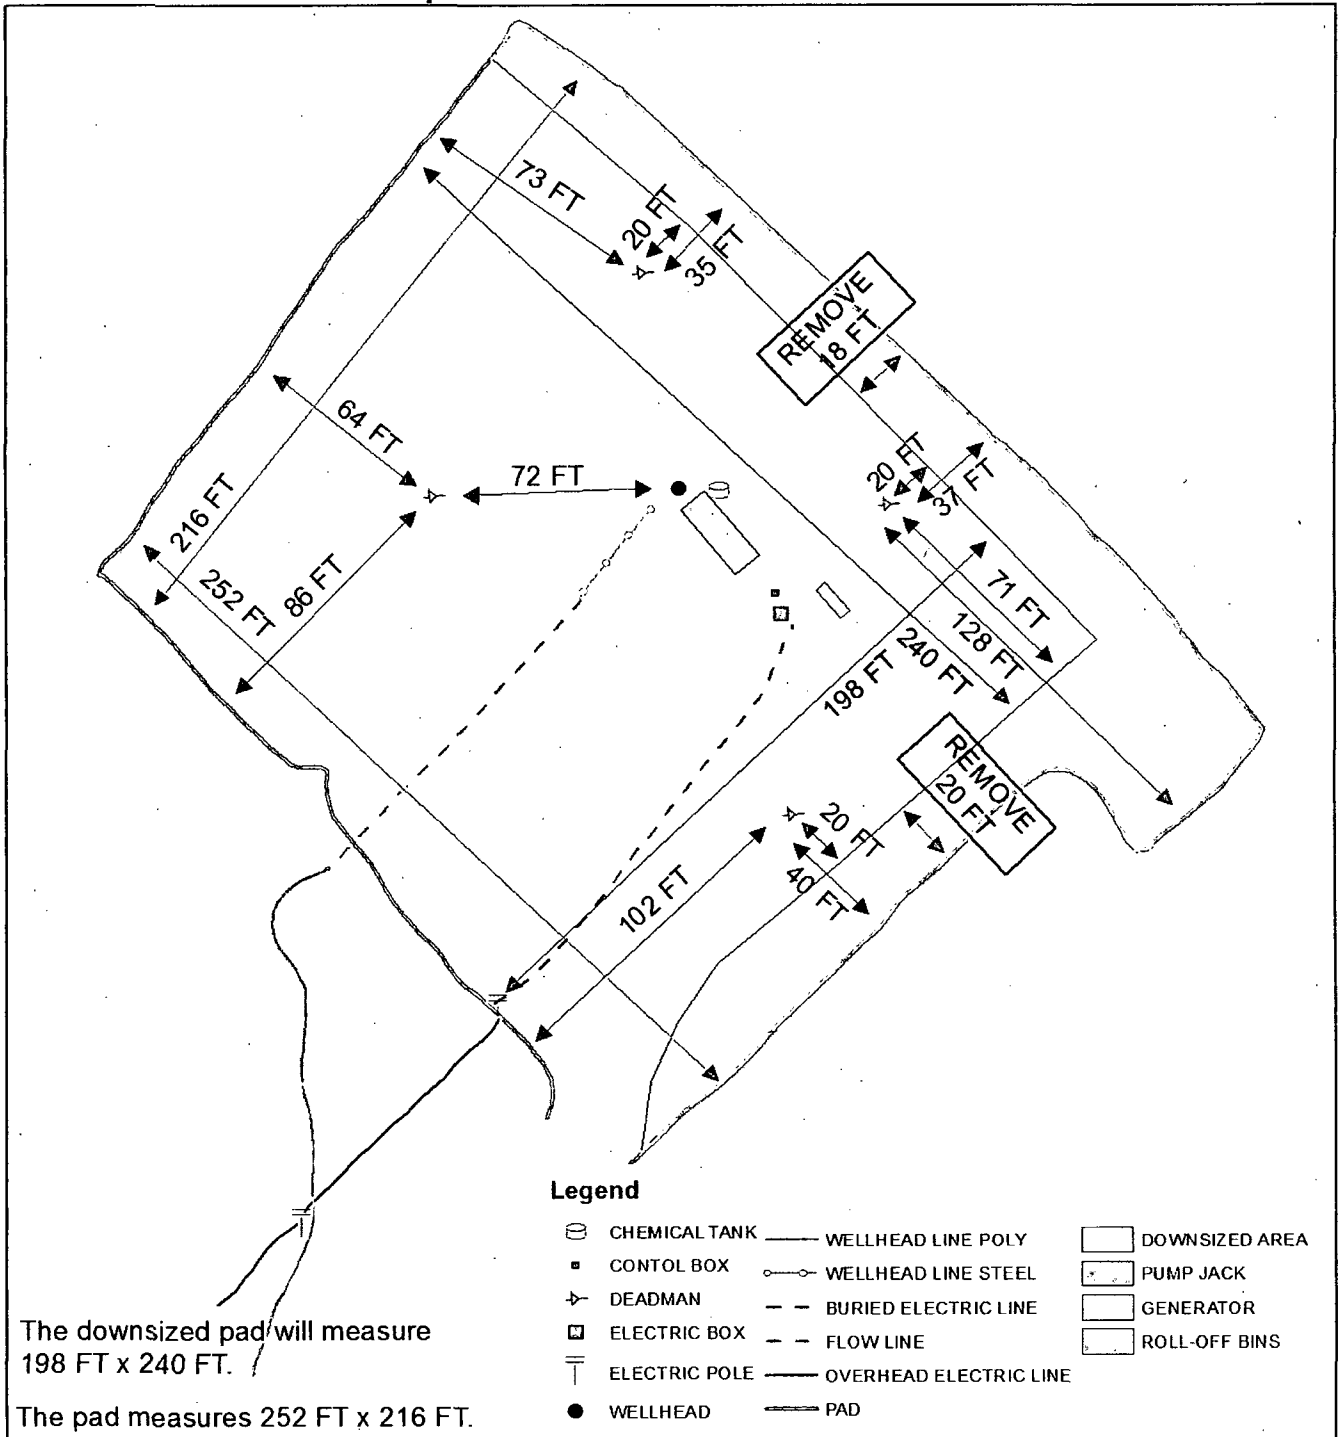 73 FT
20 FT
35 FT
REMOVE
18 FT
64 FT
72 FT
20 FT
37 FT
216 FT
252 FT
86 FT
71 FT
128 FT
240 FT
198 FT
REMOVE
20 FT
20 FT
40 FT
102 FT
Legend
CHEMICAL TANK
CONTOL BOX
DEADMAN
ELECTRIC BOX
ELECTRIC POLE
WELLHEAD
WELLHEAD LINE POLY
WELLHEAD LINE STEEL
BURIED ELECTRIC LINE
FLOW LINE
OVERHEAD ELECTRIC LINE
PAD
DOWNSIZED AREA
PUMP JACK
GENERATOR
ROLL-OFF BINS
The downsized pad will measure
198 FT x 240 FT.
The pad measures 252 FT x 216 FT.